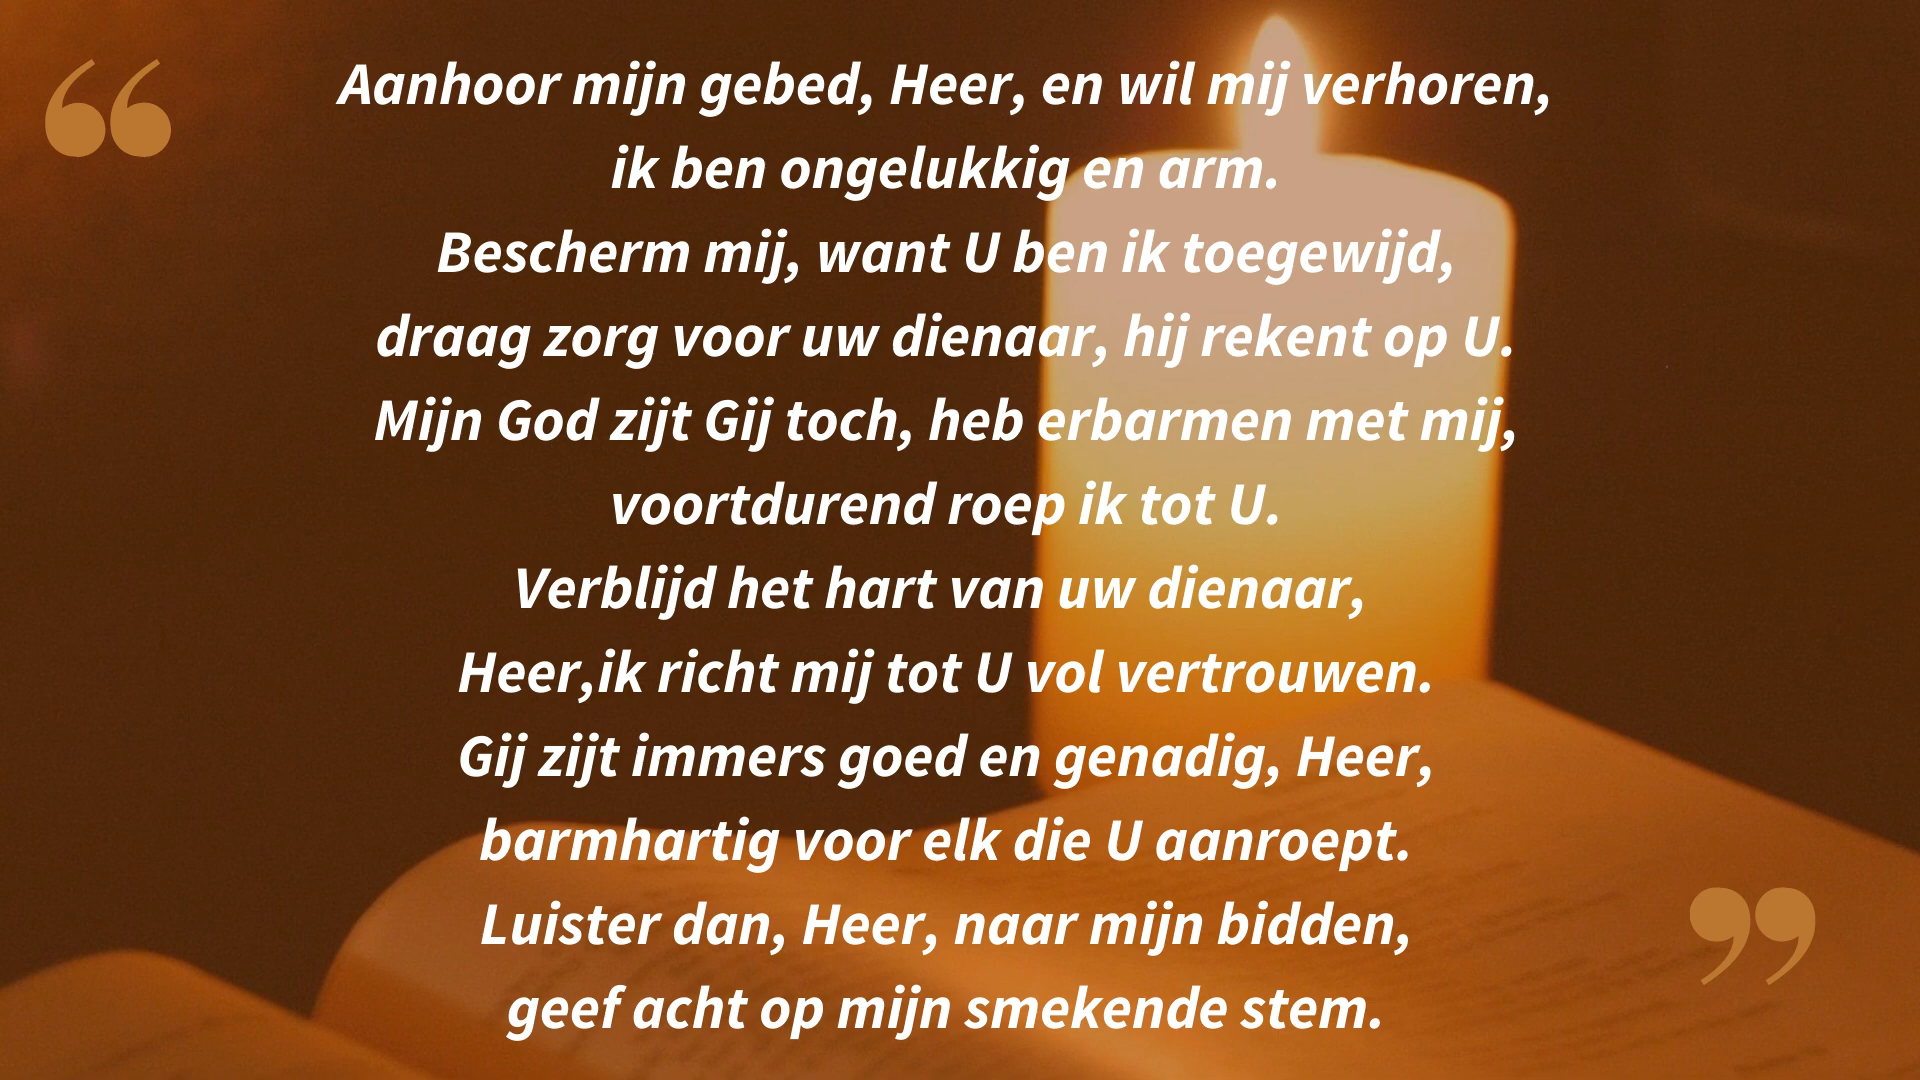 Aanhoor mijn gebed, Heer, en wil mij verhoren,
ik ben ongelukkig en arm.
Bescherm mij, want U ben ik toegewijd,
draag zorg voor uw dienaar, hij rekent op U.
Mijn God zijt Gij toch, heb erbarmen met mij,
voortdurend roep ik tot U.
Verblijd het hart van uw dienaar,
Heer,ik richt mij tot U vol vertrouwen.
Gij zijt immers goed en genadig, Heer,
barmhartig voor elk die U aanroept.
Luister dan, Heer, naar mijn bidden,
geef acht op mijn smekende stem.